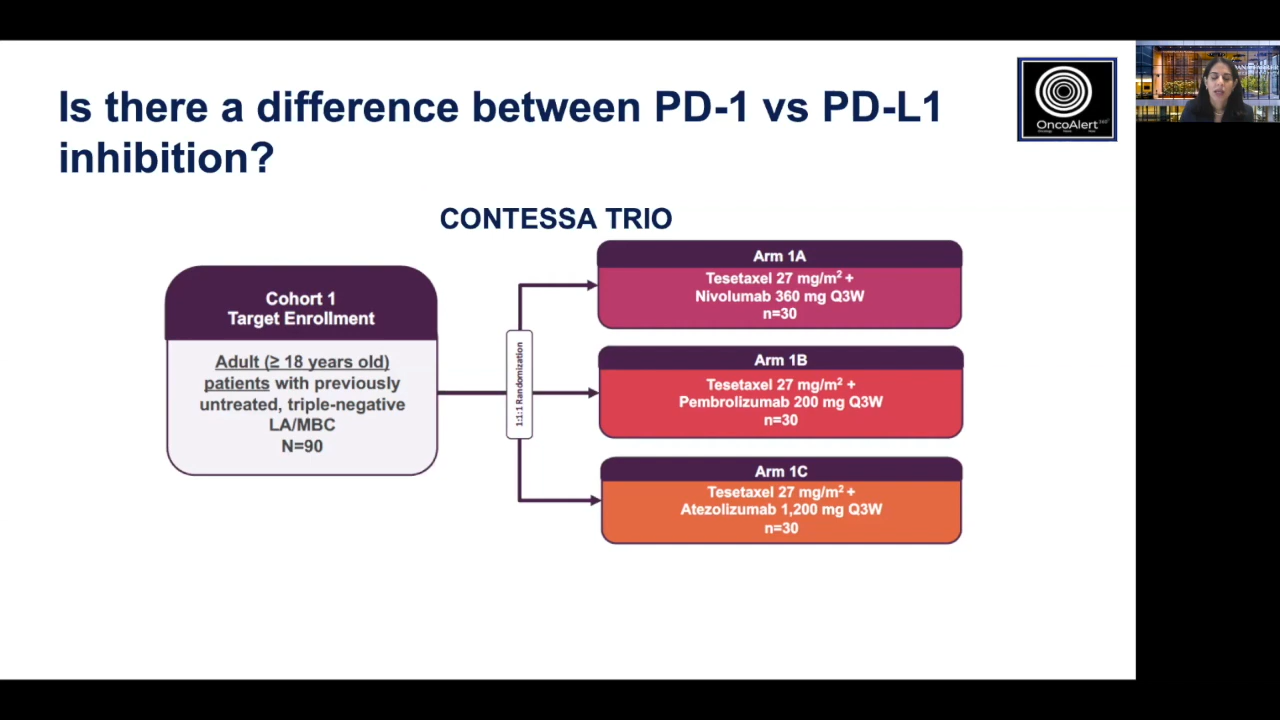 Is there a difference between PD-1 vs PD-L1
inhibition?
OncoAlert
CONTESSA TRIO
Cohort 1
Target Enrollment
Adult (≥ 18 years old)
patients with previously
untreated, triple-negative
LA/MBC
N=90
1:1:1 Randomization
Arm 1A
Tesetaxel 27 mg/m² +
Nivolumab 360 mg Q3W
n=30
Arm 1B
Tesetaxel 27 mg/m² +
Pembrolizumab 200 mg Q3W
n=30
Arm 1C
Tesetaxel 27 mg/m² +
Atezolizumab 1,200 mg Q3W
n=30